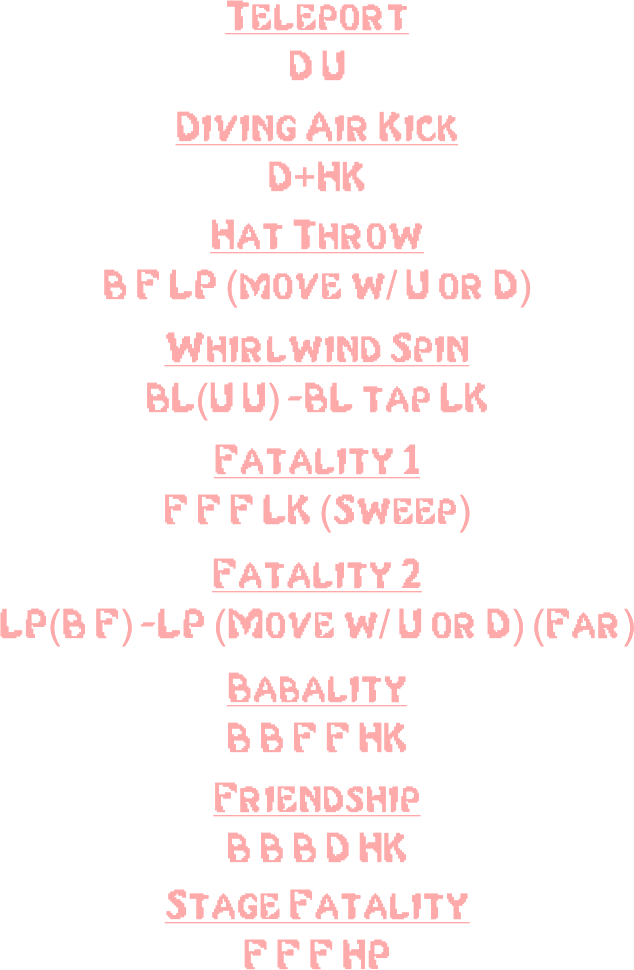 Teleport
D U
Diving Air Kick
D+HK
Hat Throw
B F LP (move w/ U or D)
Whirlwind Spin
BL(U U) -BL tap LK
Fatality 1
F F F LK (Sweep)
Fatality 2
LP(B F) -LP (Move w/ U or D) (Far)
Babality
B B F F HK
Friendship
B B B D HK
Stage Fatality
F F F HP